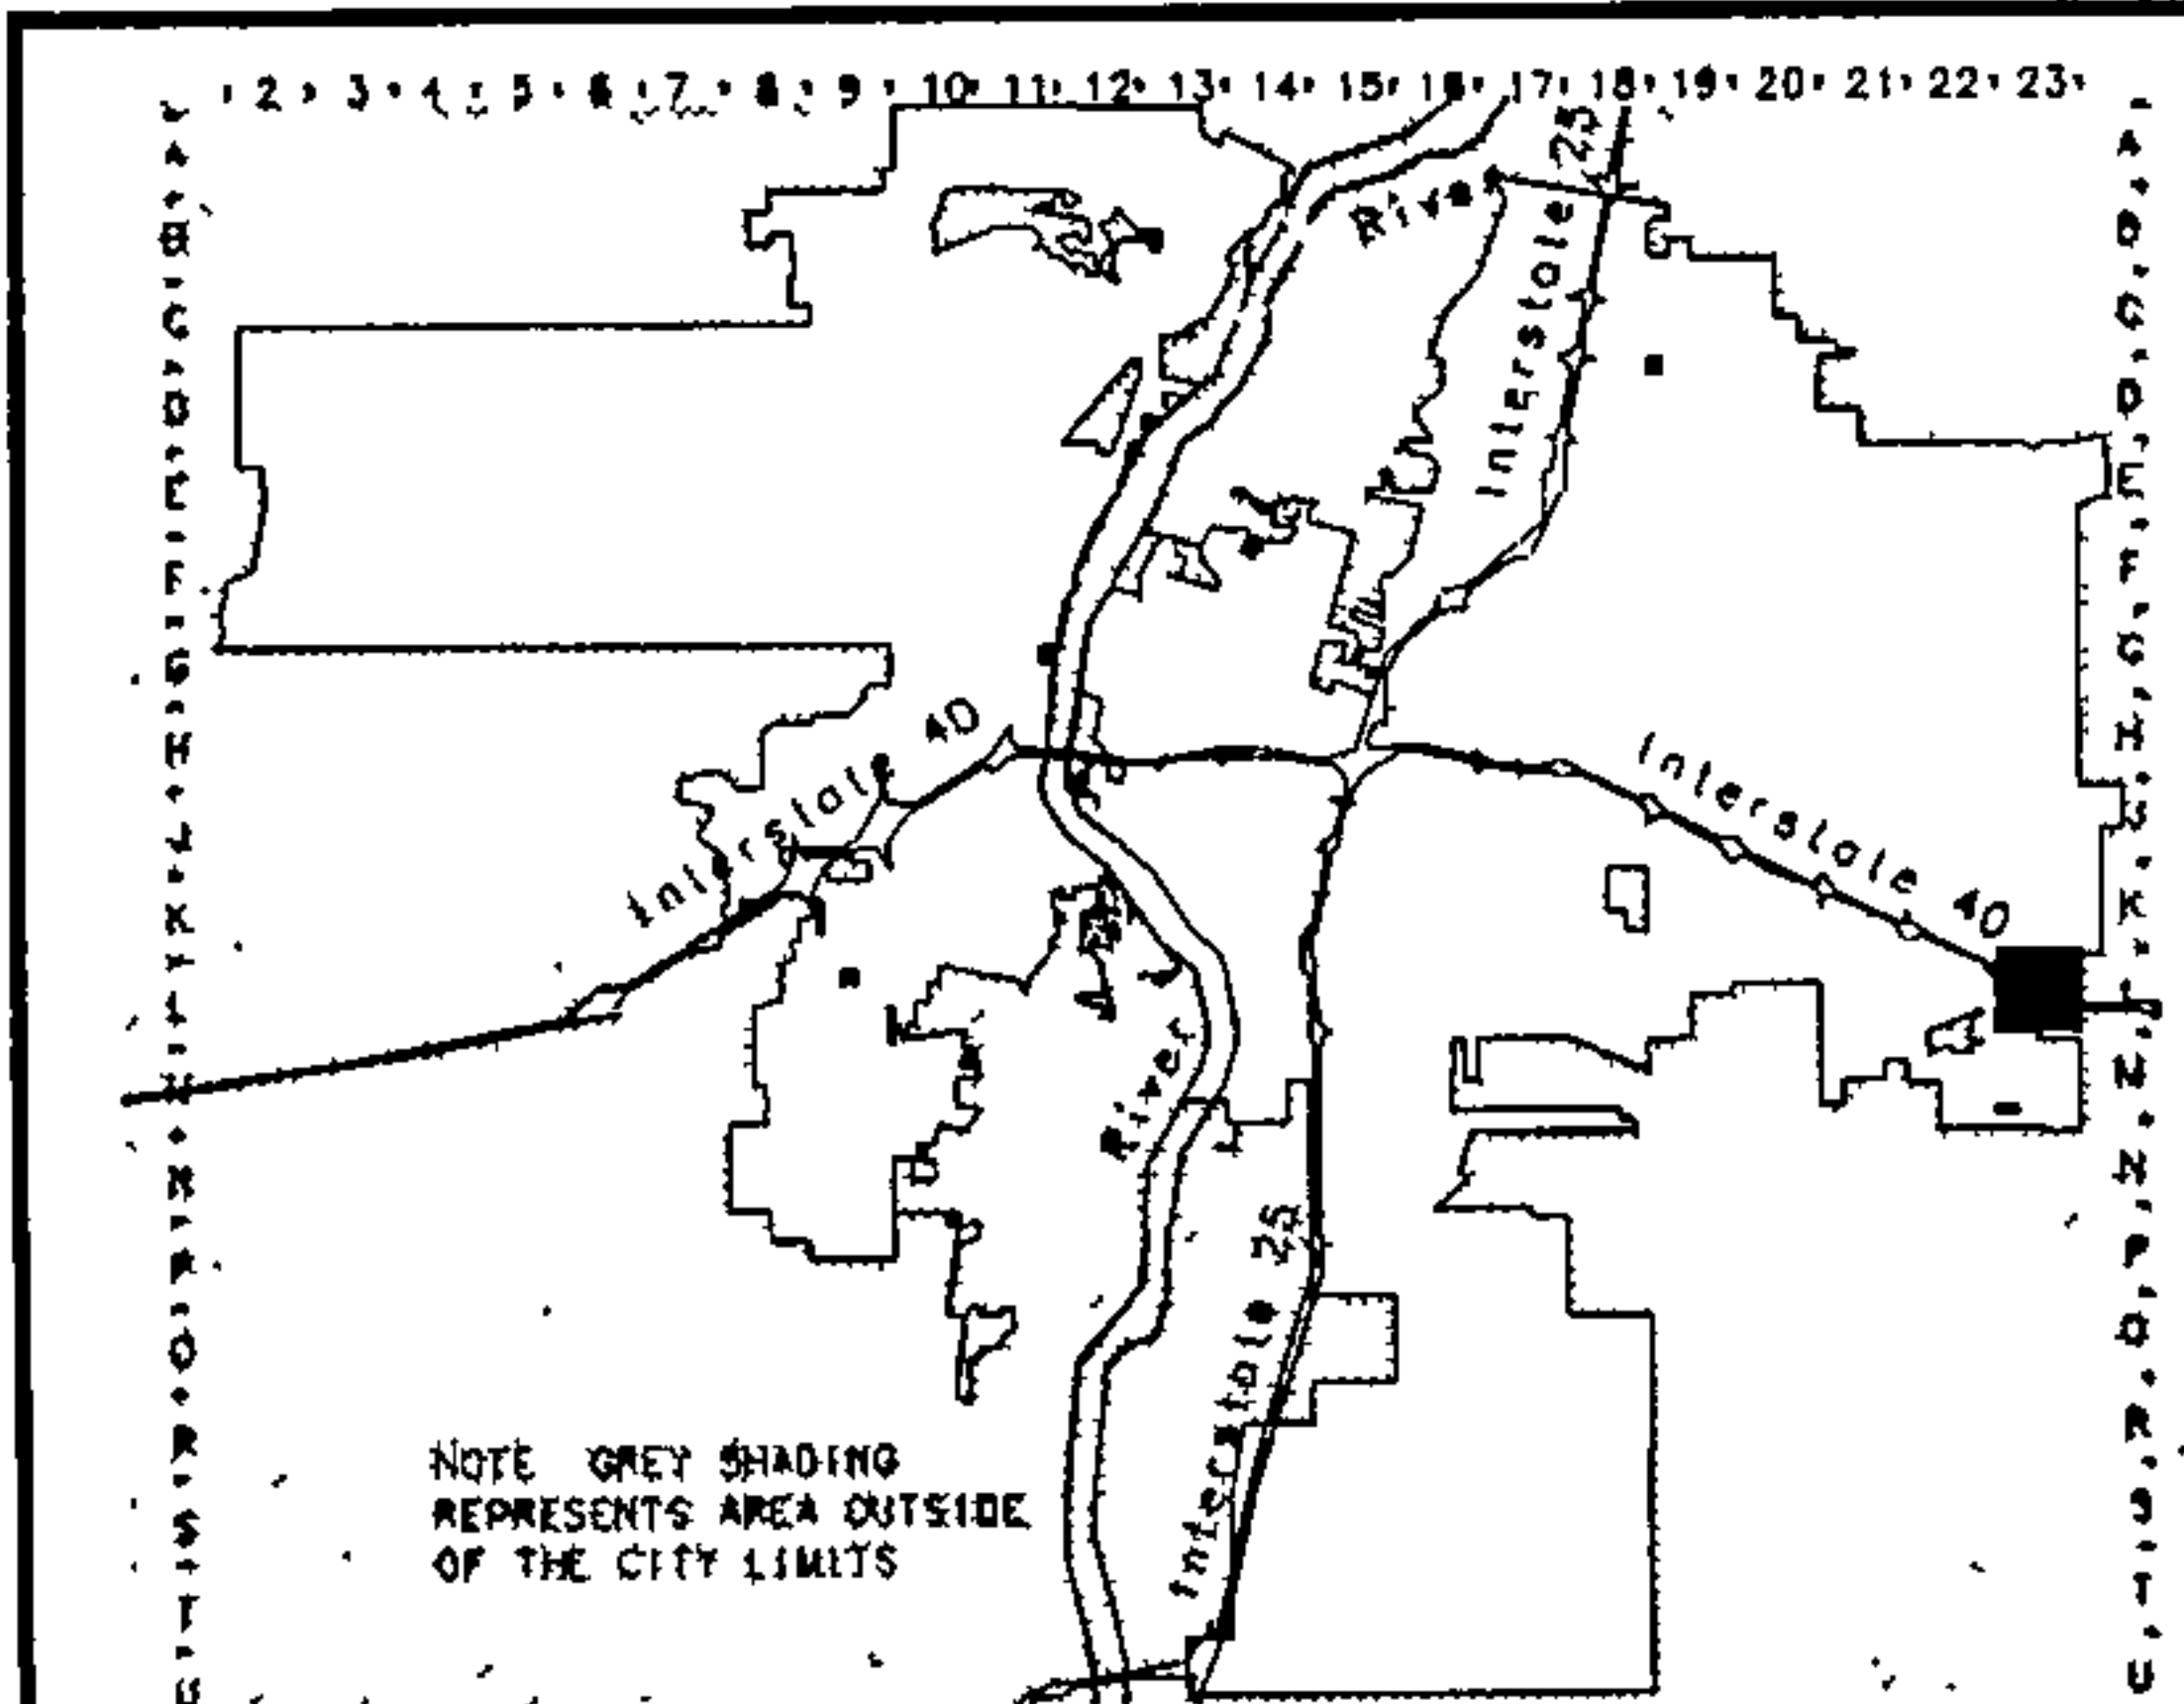 2 3 4 5 6 7 8 9 10 11 12 13 14 15 16 17 18 19 20 21 22 23
A A
B B
C C
D D
E E
F F
G G
H H
J J
K K
L L
M M
N N
P P
Q Q
R R
S S
T T
U U
River
Interstate 25
Interstate 40
Interstate 40
River
Interstate 25
NOTE GREY SHADING
REPRESENTS AREA OUTSIDE
OF THE CITY LIMITS